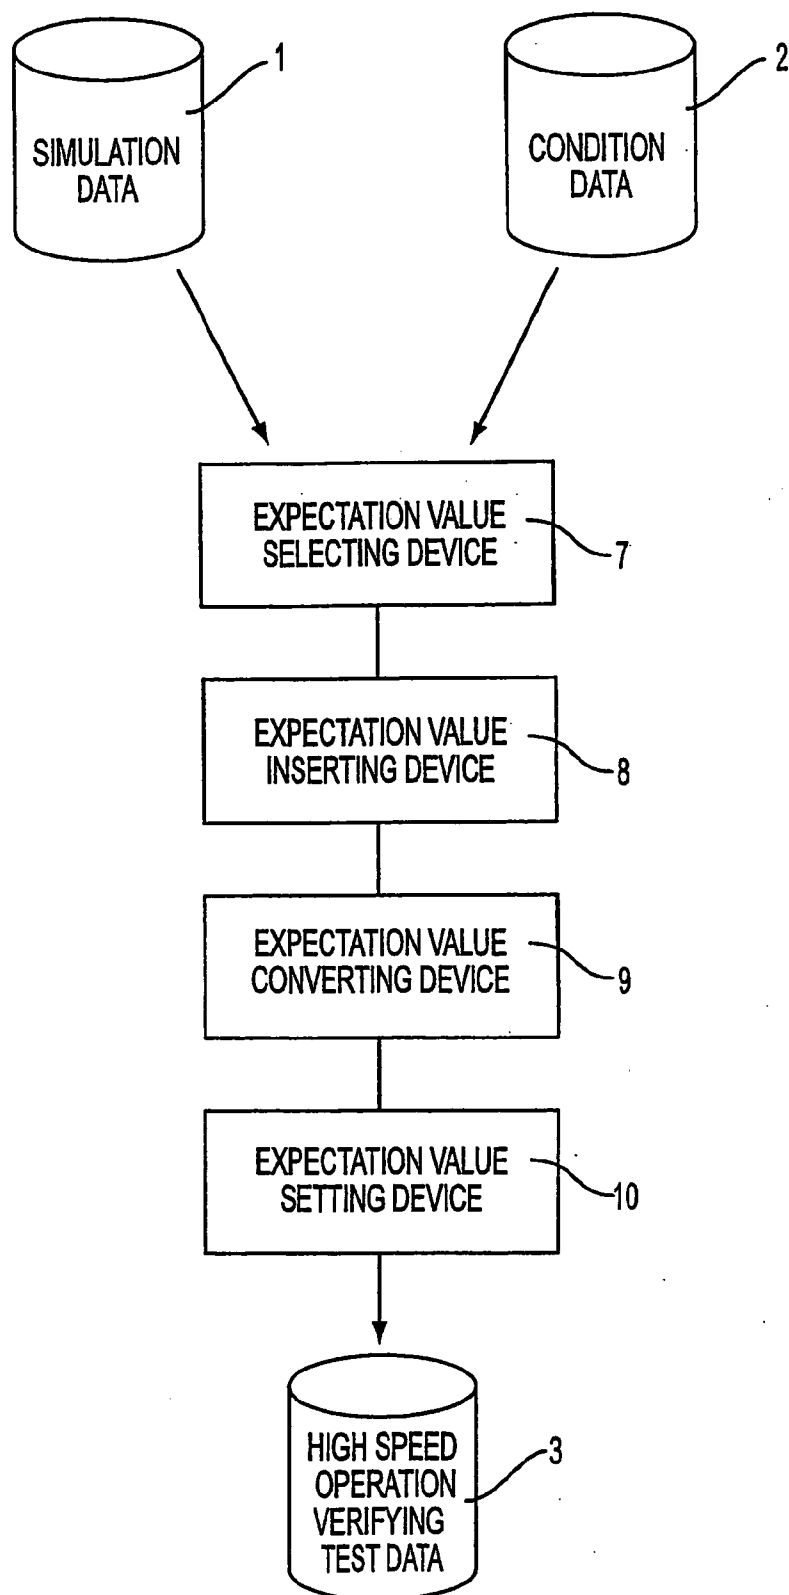 1
SIMULATION
DATA
2
CONDITION
DATA
EXPECTATION VALUE
SELECTING DEVICE
7
EXPECTATION VALUE
INSERTING DEVICE
8
EXPECTATION VALUE
CONVERTING DEVICE
9
EXPECTATION VALUE
SETTING DEVICE
10
HIGH SPEED
OPERATION
VERIFYING
TEST DATA
3